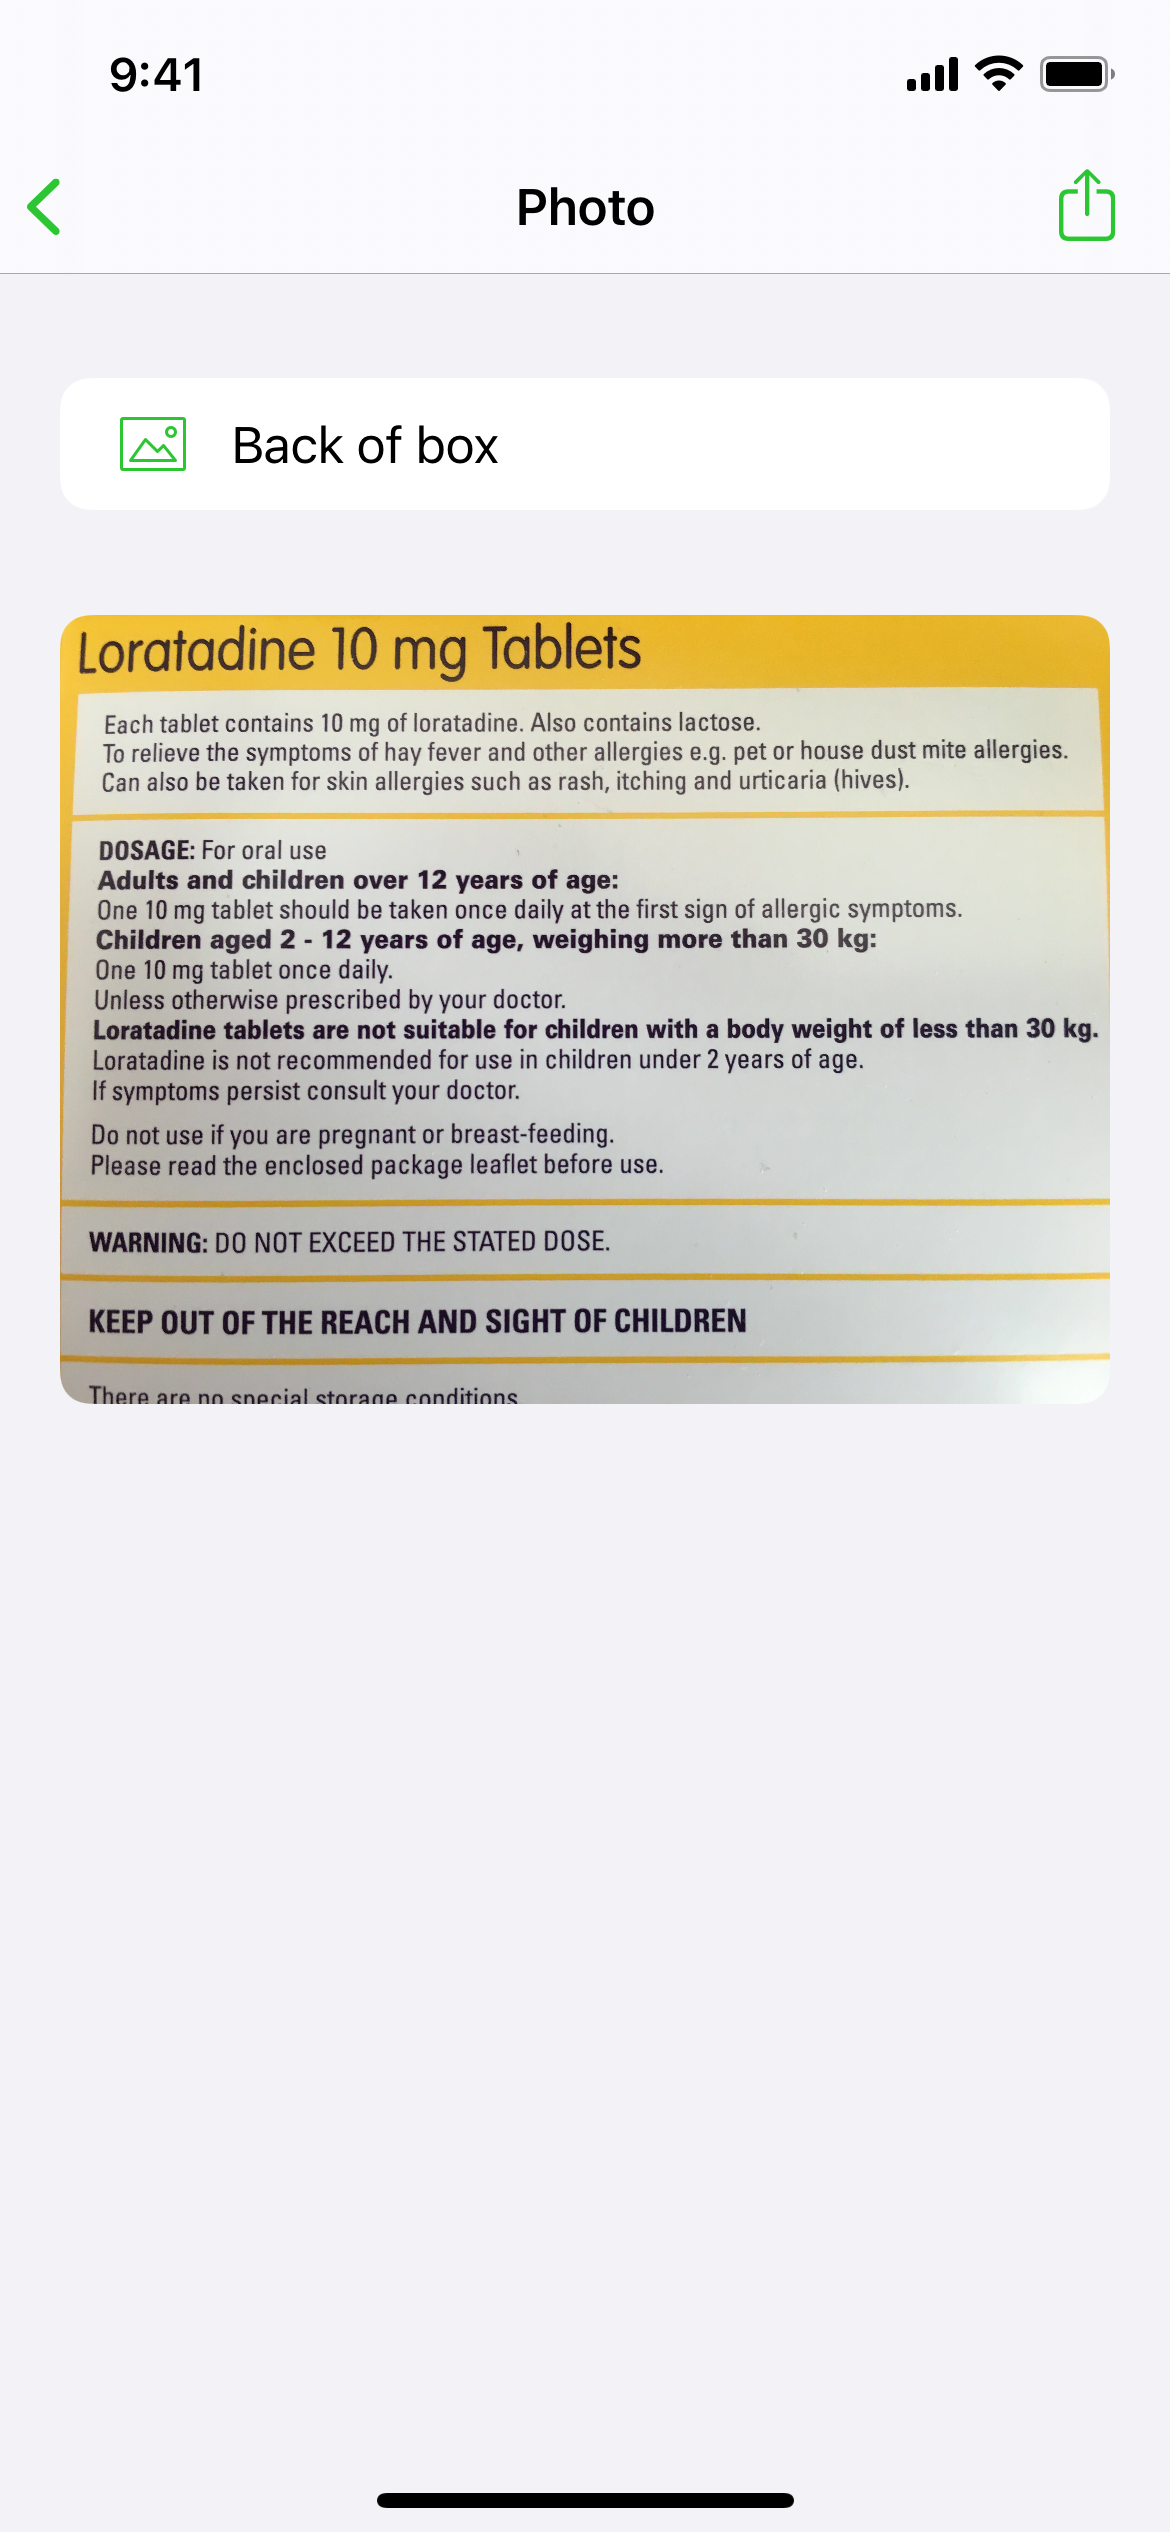 9:41
Photo
Back of box
Loratadine 10 mg Tablets
Each tablet contains 10 mg of loratadine. Also contains lactose.
To relieve the symptoms of hay fever and other allergies e.g. pet or house dust mite allergies.
Can also be taken for skin allergies such as rash, itching and urticaria (hives).
DOSAGE: For oral use
Adults and children over 12 years of age:
One 10 mg tablet should be taken once daily at the first sign of allergic symptoms.
Children aged 2 - 12 years of age, weighing more than 30 kg:
One 10 mg tablet once daily.
Unless otherwise prescribed by your doctor.
Loratadine tablets are not suitable for children with a body weight of less than 30 kg.
Loratadine is not recommended for use in children under 2 years of age.
If symptoms persist consult your doctor.
Do not use if you are pregnant or breast-feeding.
Please read the enclosed package leaflet before use.
WARNING: DO NOT EXCEED THE STATED DOSE.
KEEP OUT OF THE REACH AND SIGHT OF CHILDREN
There are no special storage conditions